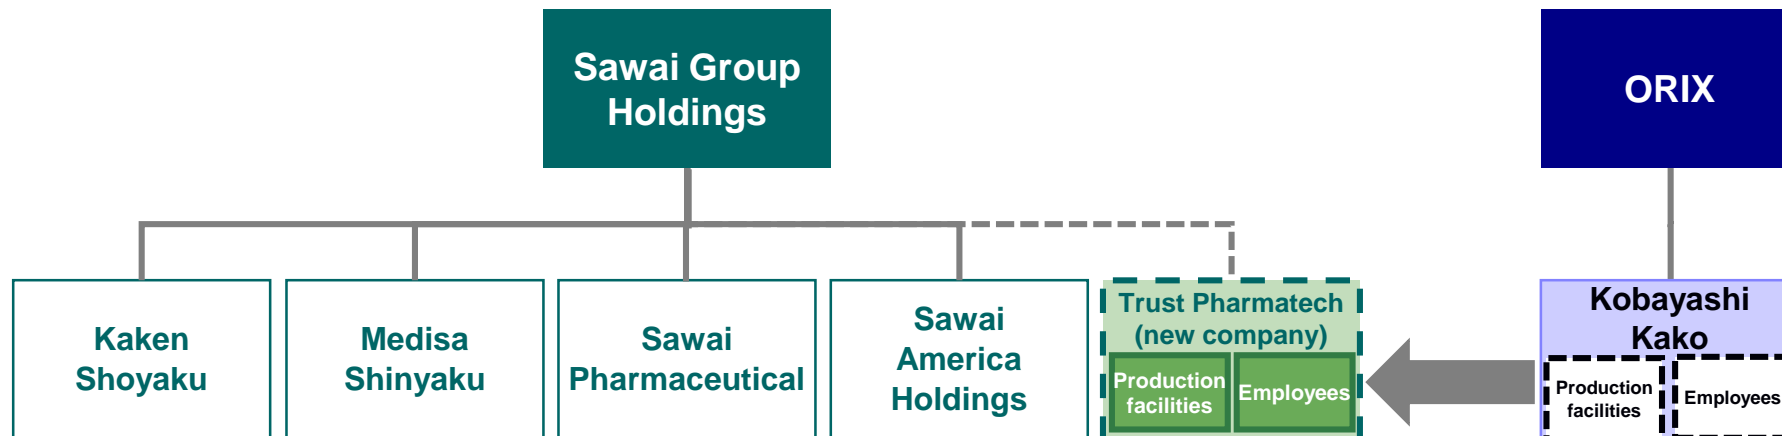 Sawai Group
Holdings
ORIX
Kaken
Shoyaku
Medisa
Shinyaku
Sawai
Pharmaceutical
Sawai
America
Holdings
Trust Pharmatech
(new company)
Production
facilities
Employees
Kobayashi
Kako
Production
facilities
Employees